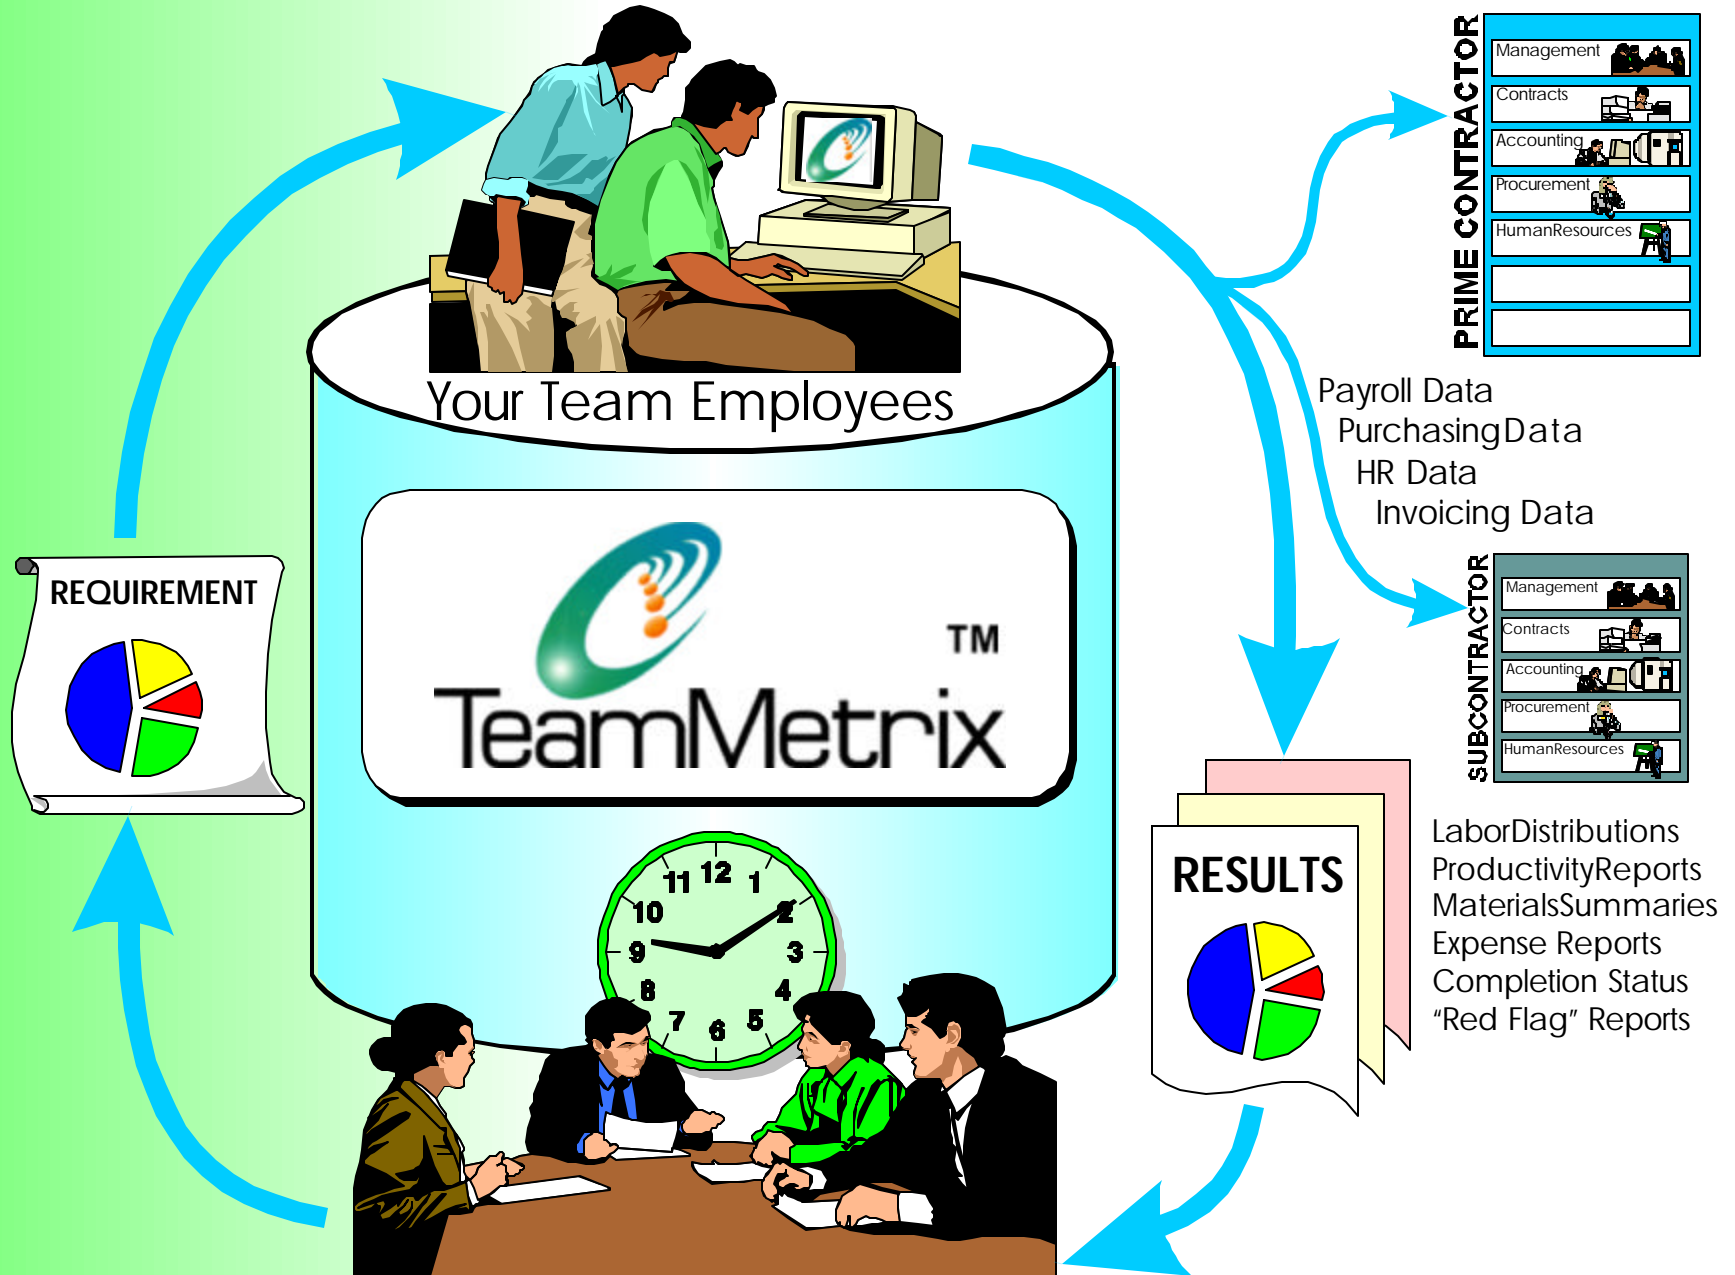 PRIME CONTRACTOR
Management
Contracts
Accounting
Procurement
HumanResources
Your Team Employees
Payroll Data
PurchasingData
HR Data
Invoicing Data
REQUIREMENT
TM
TeamMetrix
SUBCONTRACTOR
Management
Contracts
Accounting
Procurement
HumanResources
RESULTS
LaborDistributions
ProductivityReports
MaterialsSummaries
Expense Reports
Completion Status
“Red Flag” Reports
12
1
2
3
4
5
6
7
8
9
10
11